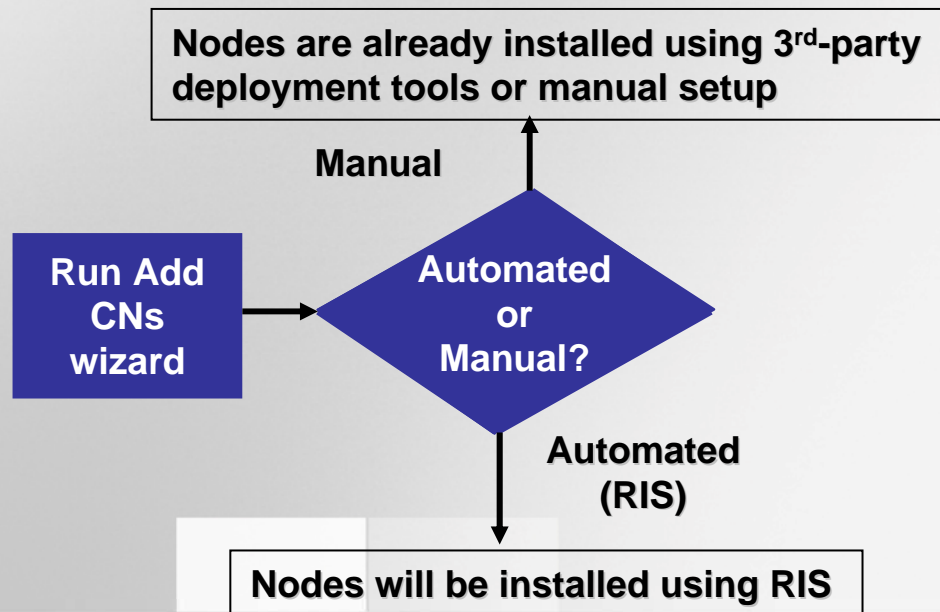 Nodes are already installed using 3rd-party
deployment tools or manual setup
Manual
Run Add
CNs
wizard
Automated
or
Manual?
Automated
(RIS)
Nodes will be installed using RIS